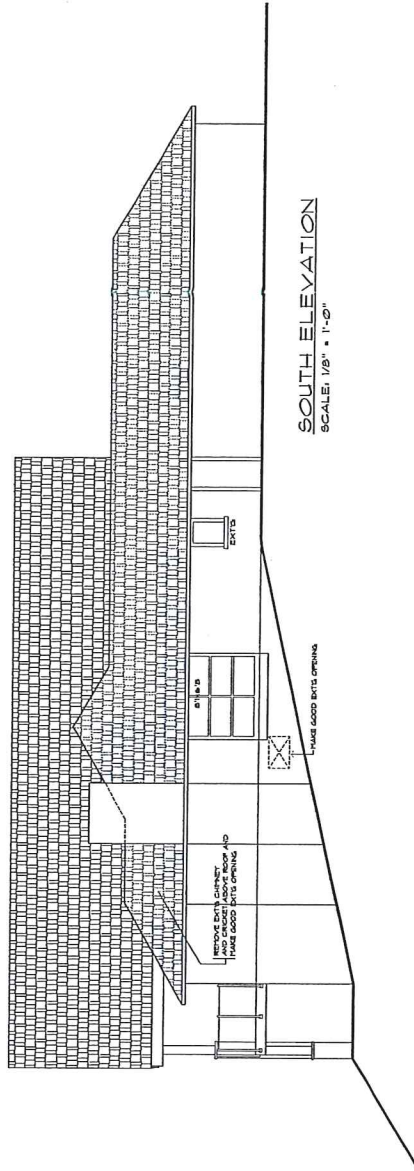 REMOVE EXT'G CHIMNEY
AND CRICKET ABOVE ROOF AND
MAKE GOOD EXT'G OPENING
EXT'G
MAKE GOOD EXT'G OPENING
SOUTH ELEVATION
SCALE: 1/8" = 1'-0"